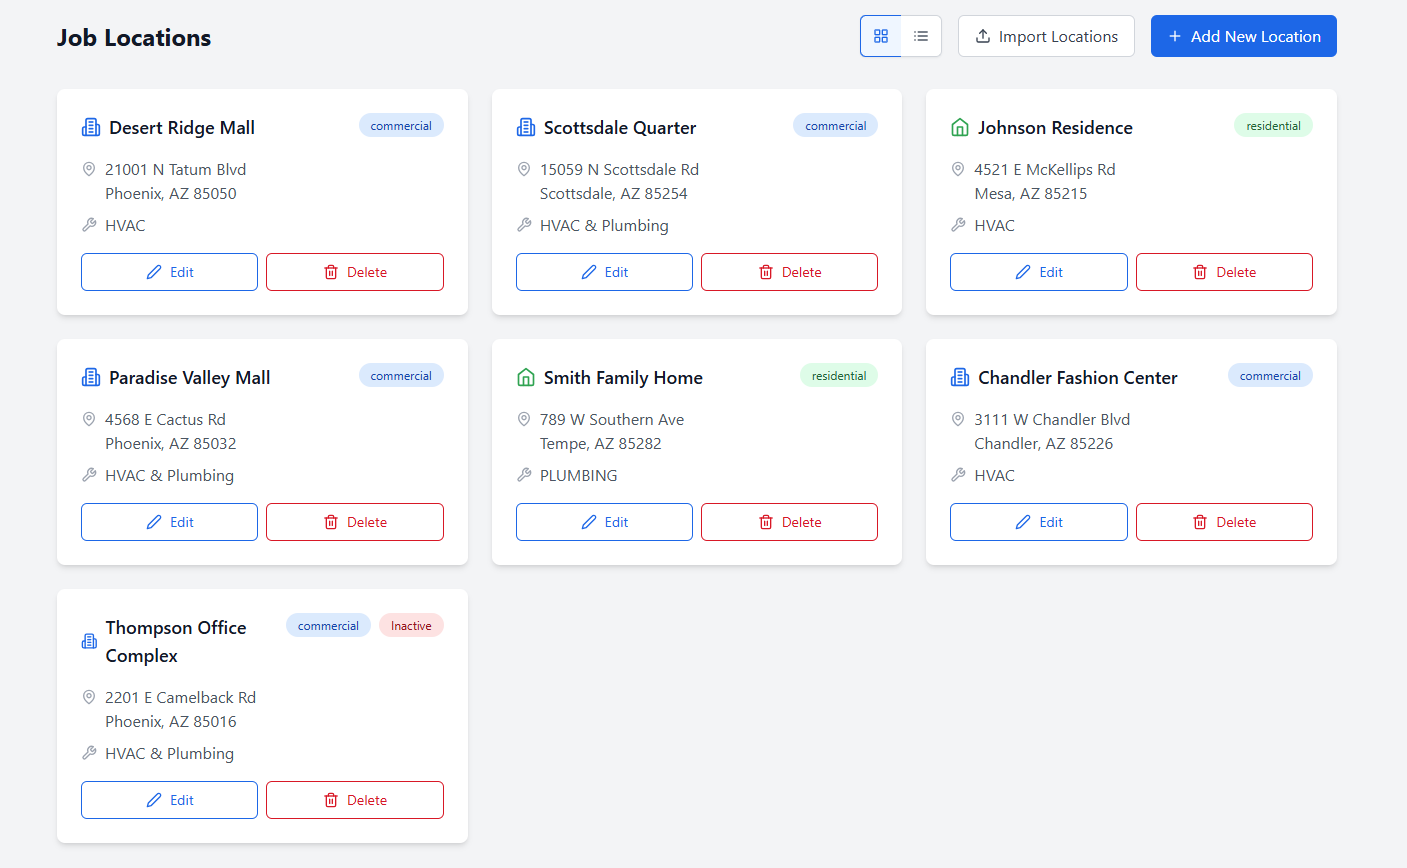 Job Locations
Import Locations
Add New Location
Desert Ridge Mall
commercial
21001 N Tatum Blvd
Phoenix, AZ 85050
HVAC
Edit
Delete
Scottsdale Quarter
commercial
15059 N Scottsdale Rd
Scottsdale, AZ 85254
HVAC & Plumbing
Edit
Delete
Johnson Residence
residential
4521 E McKellips Rd
Mesa, AZ 85215
HVAC
Edit
Delete
Paradise Valley Mall
commercial
4568 E Cactus Rd
Phoenix, AZ 85032
HVAC & Plumbing
Edit
Delete
Smith Family Home
residential
789 W Southern Ave
Tempe, AZ 85282
PLUMBING
Edit
Delete
Chandler Fashion Center
commercial
3111 W Chandler Blvd
Chandler, AZ 85226
HVAC
Edit
Delete
Thompson Office
Complex
commercial
Inactive
2201 E Camelback Rd
Phoenix, AZ 85016
HVAC & Plumbing
Edit
Delete